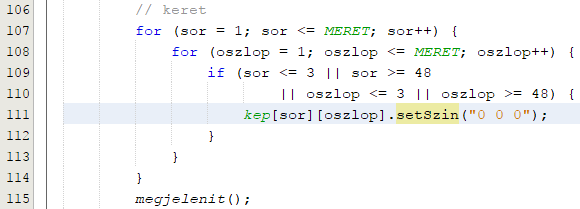 106 // keret
107 for (sor = 1; sor <= MERET; sor++) {
108 for (oszlop = 1; oszlop <= MERET; oszlop++) {
109 if (sor <= 3 || sor >= 48
110 || oszlop <= 3 || oszlop >= 48) {
111 kep[sor][oszlop].setSzin("0 0 0");
112 }
113 }
114 }
115 megjelenit();